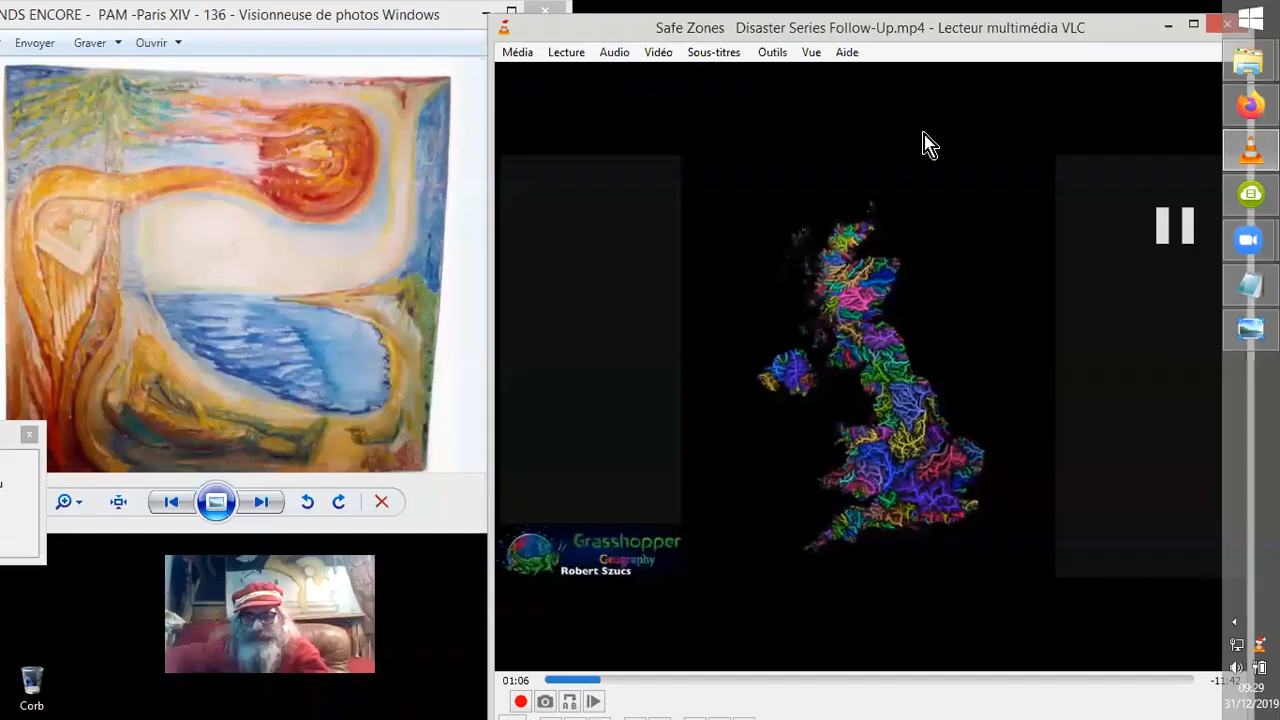 NDS ENCORE - PAM -Paris XIV - 136 - Visionneuse de photos Windows
Envoyer Graver Ouvrir
Safe Zones Disaster Series Follow-Up.mp4 - Lecteur multimédia VLC
Média Lecture Audio Vidéo Sous-titres Outils Vue Aide
Grasshopper
Geography
Robert Szucs
Corb
01:06
09:29
31/12/2019